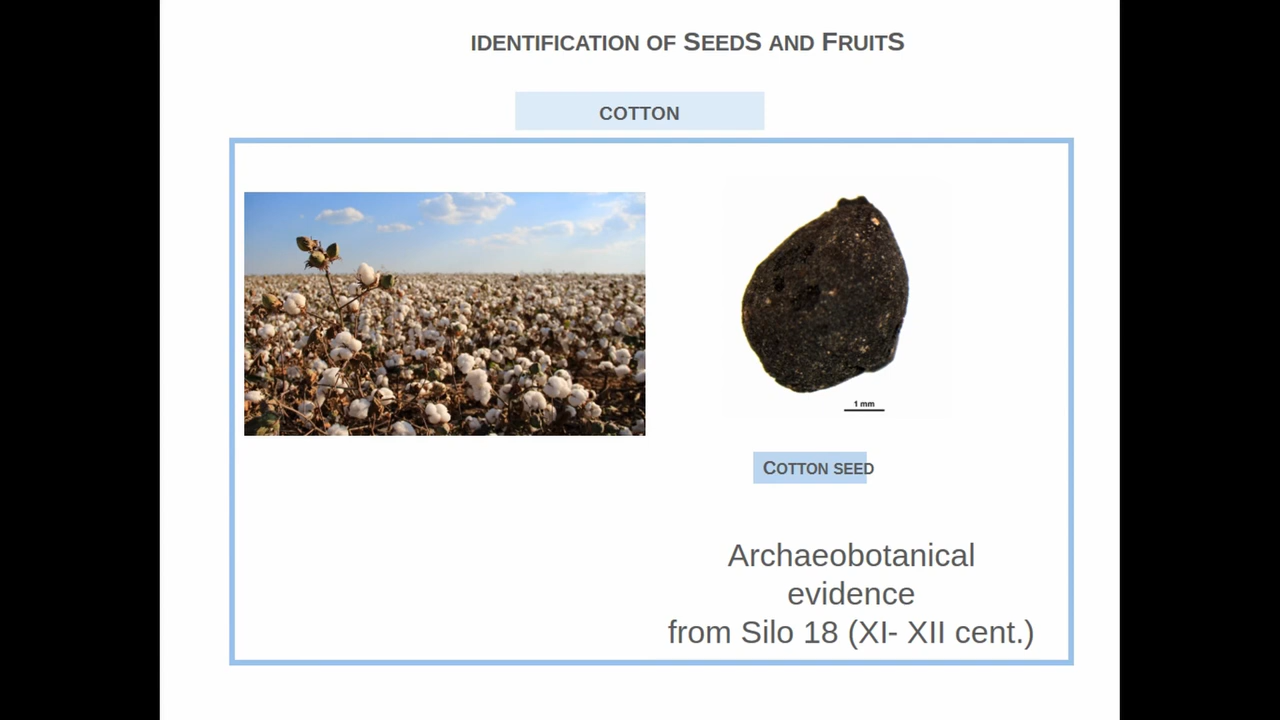 IDENTIFICATION OF SEEDS AND FRUITS
COTTON
1 mm
COTTON SEED
Archaeobotanical
evidence
from Silo 18 (XI- XII cent.)